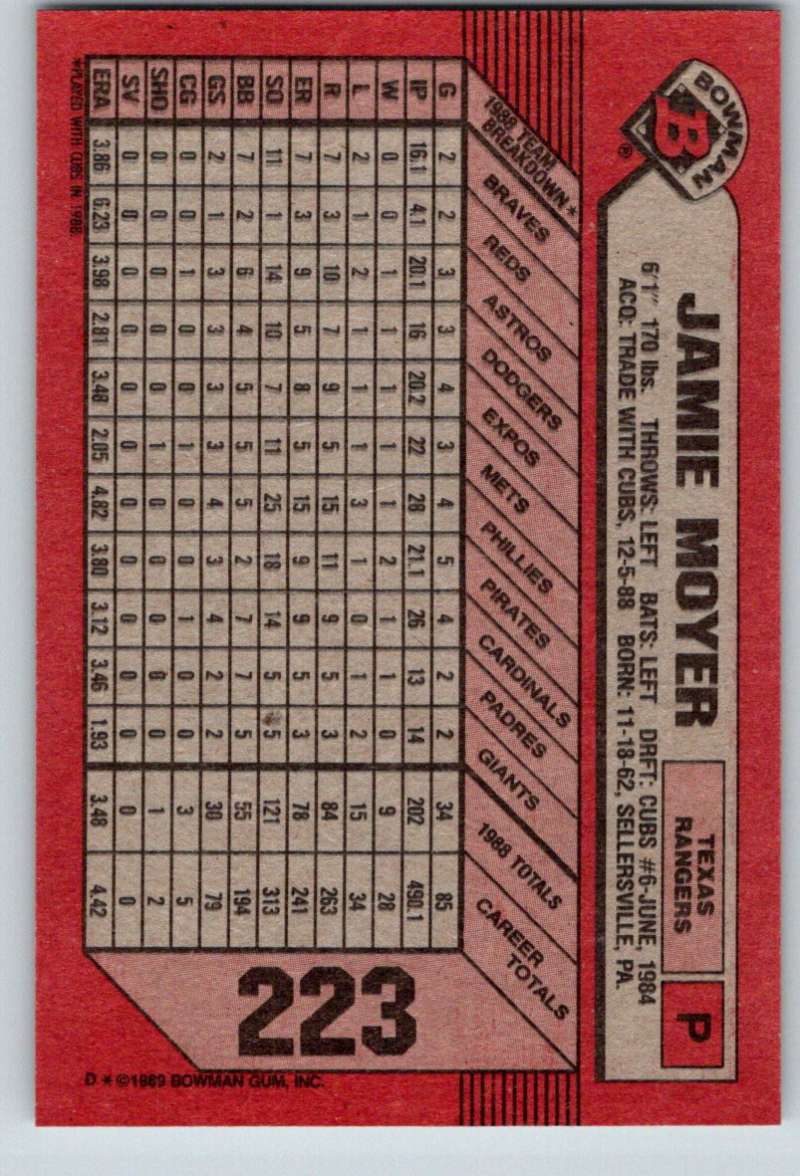 BOWMAN
B
®
JAMIE MOYER
TEXAS
RANGERS
P
6'1" 170 lbs. THROWS: LEFT BATS: LEFT DRFT: CUBS #6-JUNE, 1984
ACQ: TRADE WITH CUBS, 12-5-88 BORN: 11-18-62, SELLERSVILLE, PA.
1988 TEAM
BREAKDOWN*
BRAVES REDS ASTROS DODGERS EXPOS METS PHILLIES PIRATES CARDINALS PADRES GIANTS 1988 TOTALS CAREER TOTALS
G 2 2 3 3 4 3 4 5 4 2 2 34 85
IP 16.1 4.1 20.1 16 20.2 22 28 21.1 26 13 14 202 490.1
W 0 0 1 1 1 1 1 2 1 1 0 9 28
L 2 1 2 1 1 1 3 1 0 1 2 15 34
R 7 3 10 7 9 5 15 11 9 5 3 84 263
ER 7 3 9 5 8 5 15 9 9 5 3 78 241
SO 11 1 14 10 7 11 25 18 14 5 5 121 313
BB 7 2 6 4 5 5 5 2 7 7 5 55 194
GS 2 1 3 3 3 3 4 3 4 2 2 30 79
CG 0 0 1 0 0 1 0 0 1 0 0 3 5
SHO 0 0 0 0 0 1 0 0 0 0 0 1 2
SV 0 0 0 0 0 0 0 0 0 0 0 0 0
ERA 3.86 6.23 3.98 2.81 3.48 2.05 4.82 3.80 3.12 3.46 1.93 3.48 4.42
*PLAYED WITH CUBS IN 1988.
223
D * ©1989 BOWMAN GUM, INC.